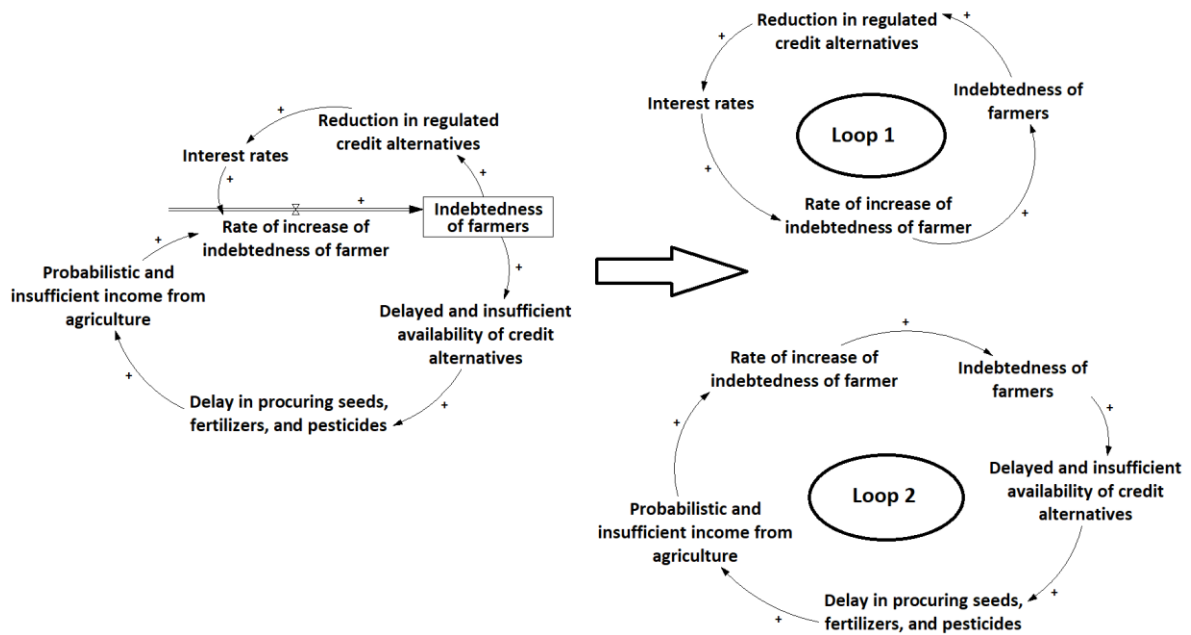 Reduction in regulated
credit alternatives
+
+
Interest rates
+
+
Rate of increase of
indebtedness of farmer
Indebtedness
of farmers
+
+
Probabilistic and
insufficient income from
agriculture
Delayed and insufficient
availability of credit
alternatives
+
+
Delay in procuring seeds,
fertilizers, and pesticides
Reduction in regulated
credit alternatives
+
+
Interest rates
Indebtedness of
farmers
Loop 1
+
Rate of increase of
indebtedness of farmer
+
+
Rate of increase of
indebtedness of farmer
Indebtedness of
farmers
+
+
Delayed and insufficient
availability of credit
alternatives
Loop 2
Probabilistic and
insufficient income from
agriculture
+
+
Delay in procuring seeds,
fertilizers, and pesticides